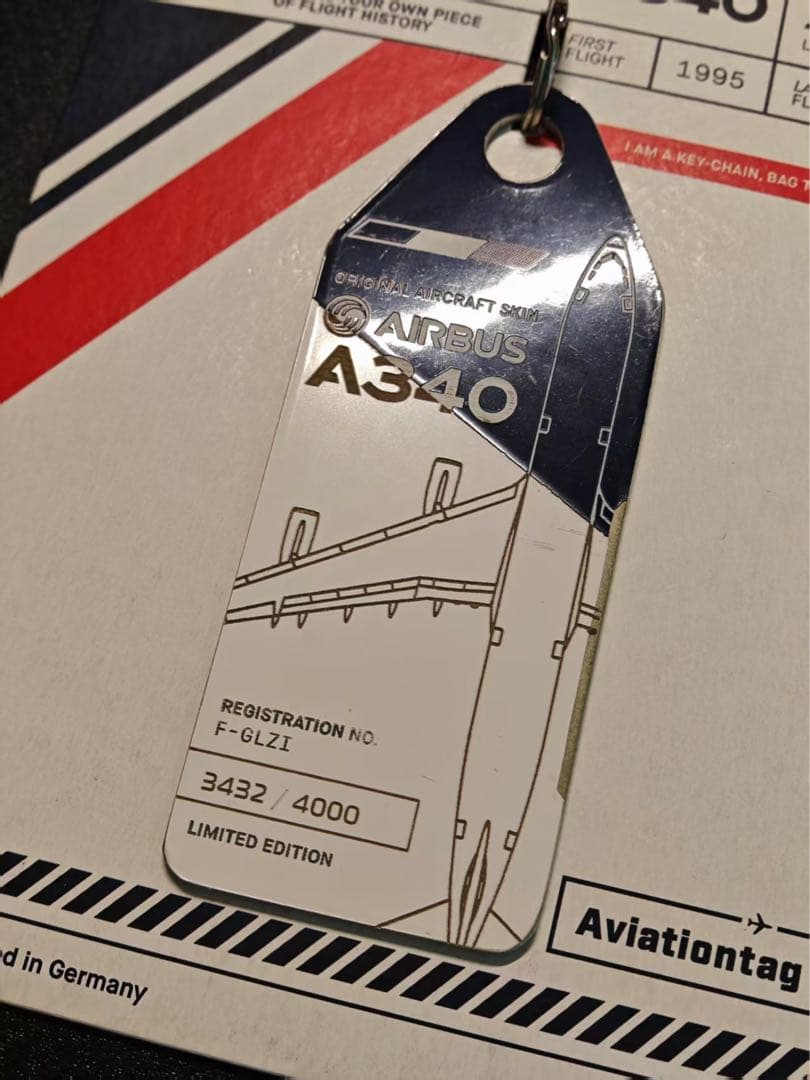 YOUR OWN PIECE
OF FLIGHT HISTORY
FIRST
FLIGHT
1995
I AM A KEY-CHAIN, BAG
ORIGINAL AIRCRAFT SKIN
AIRBUS
A340
REGISTRATION NO.
F-GLZI
3432 / 4000
LIMITED EDITION
Aviationtag
in Germany